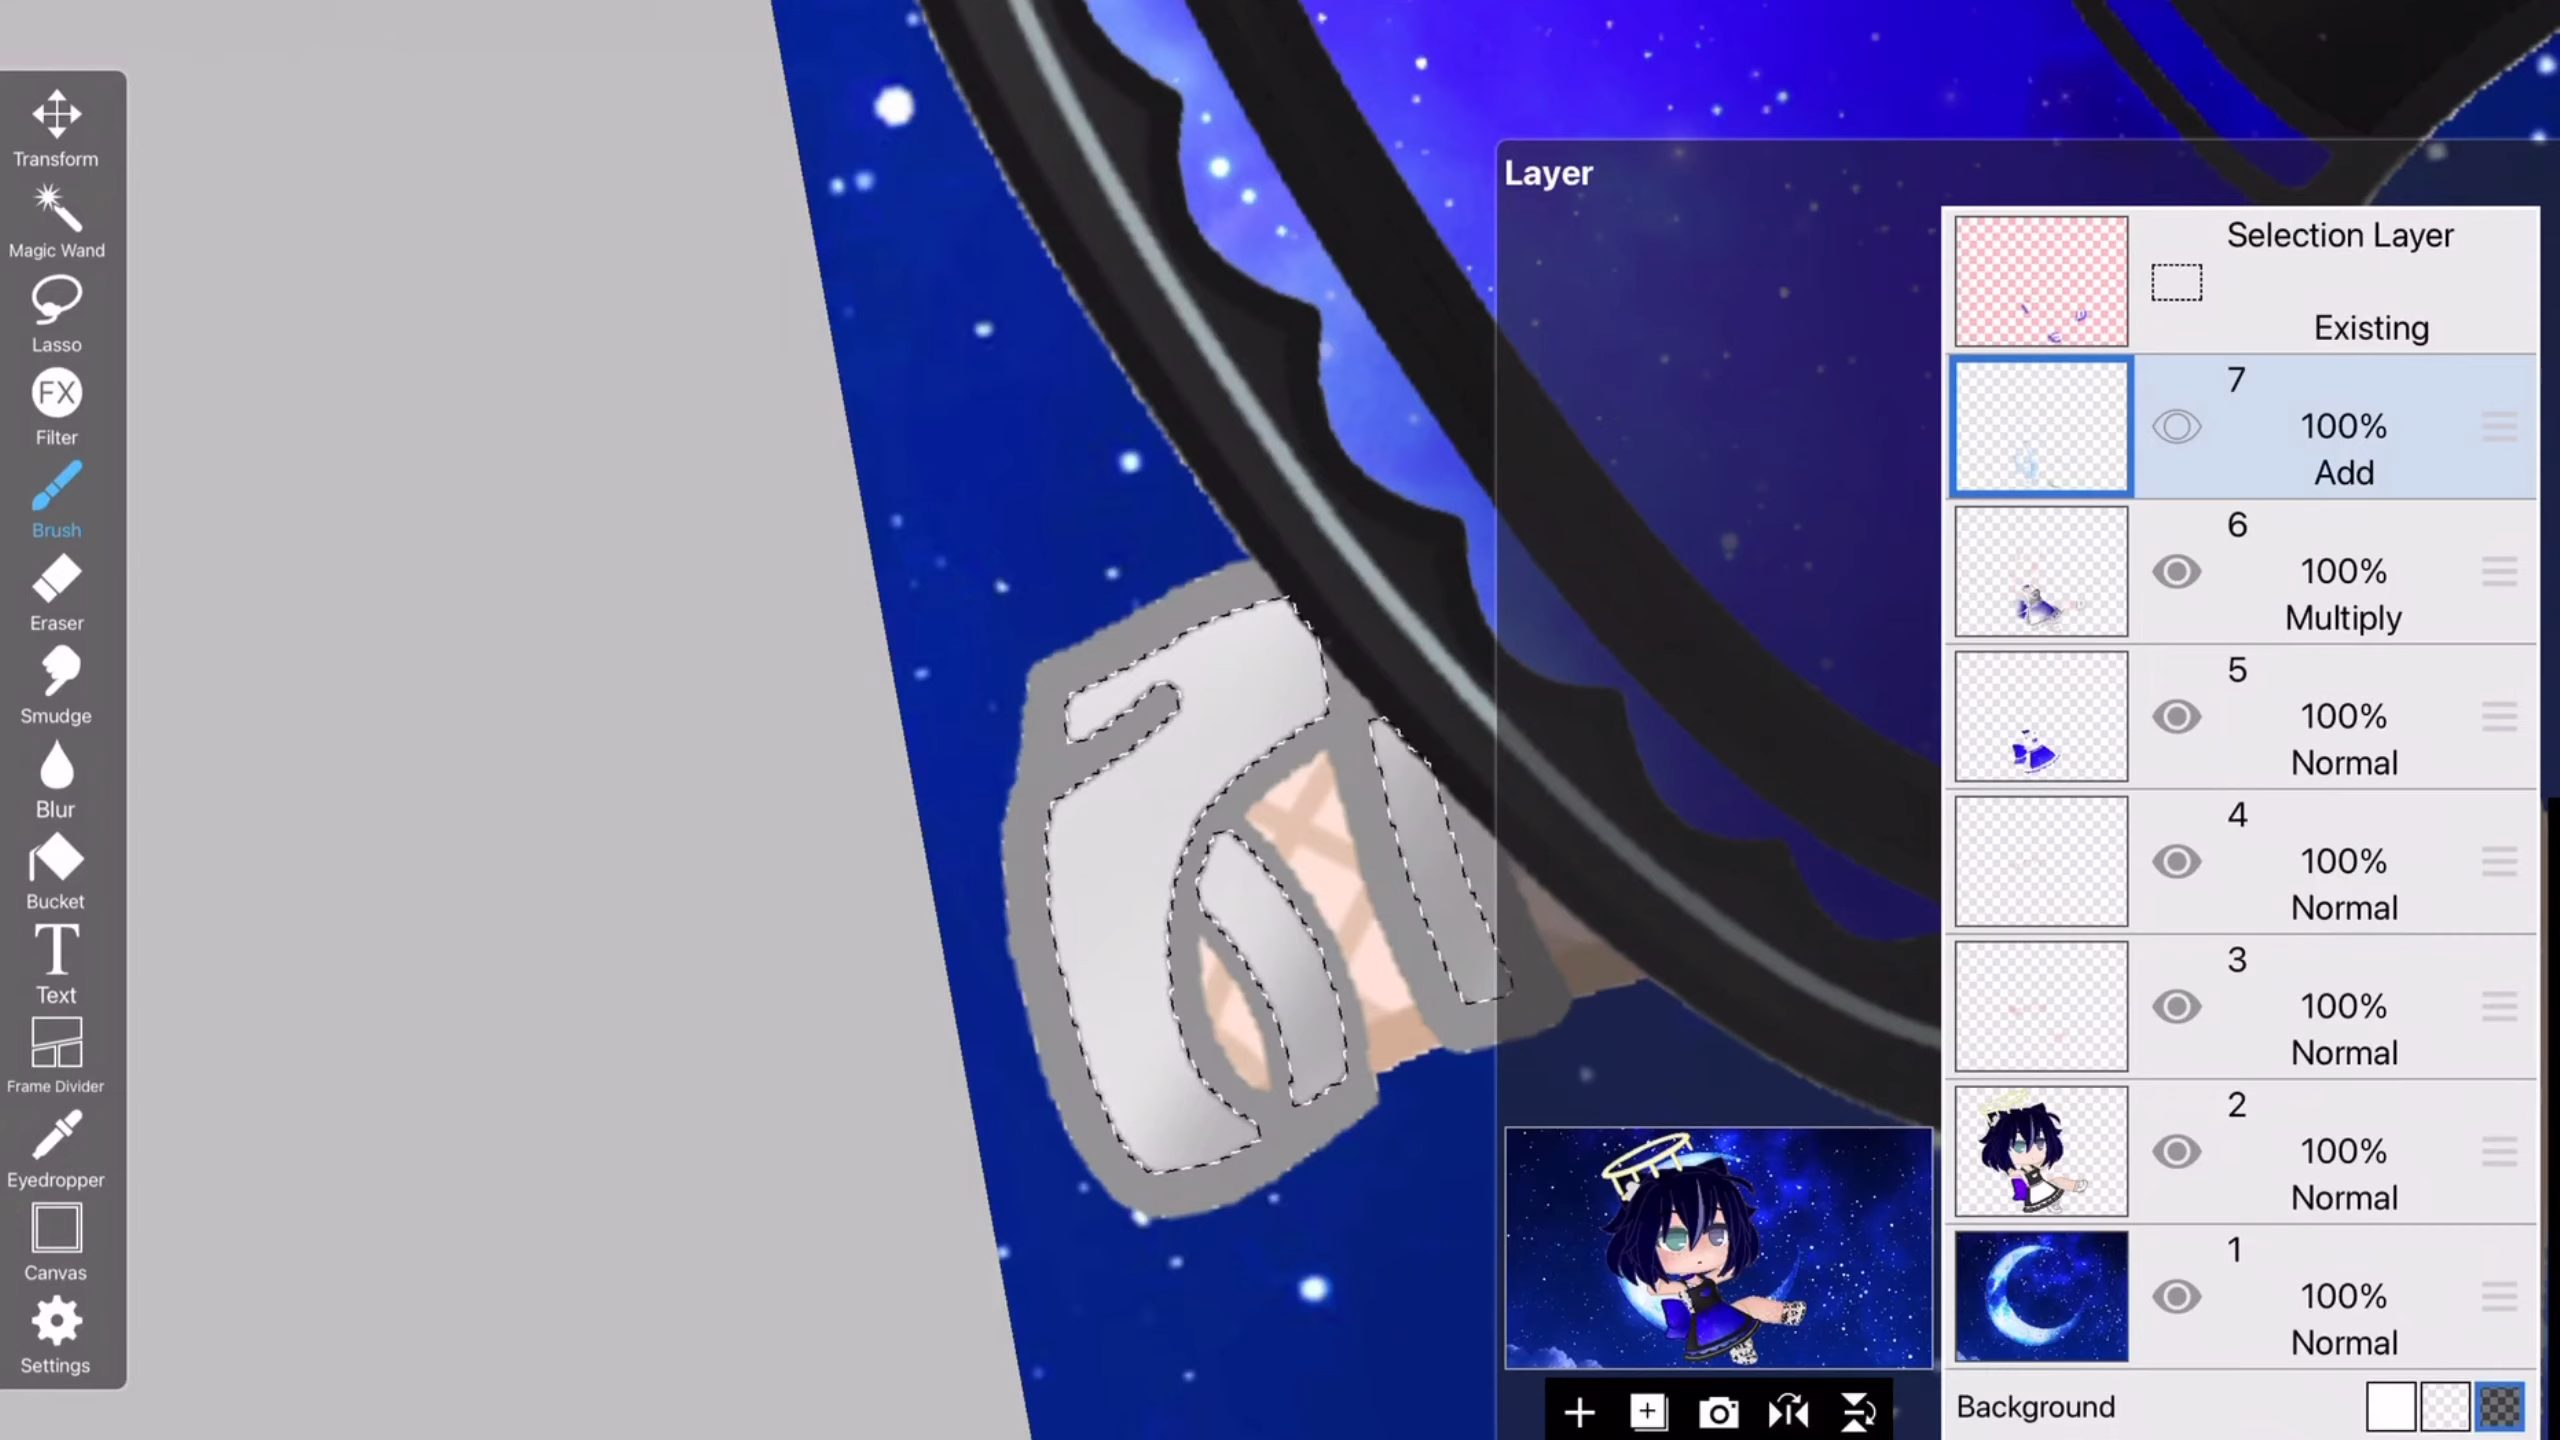 Transform
Magic Wand
Lasso
FX
Filter
Brush
Eraser
Smudge
Blur
Bucket
T
Text
Frame Divider
Eyedropper
Canvas
Settings
Layer
Selection Layer
Existing
7
100%
Add
6
100%
Multiply
5
100%
Normal
4
100%
Normal
3
100%
Normal
2
100%
Normal
1
100%
Normal
Background